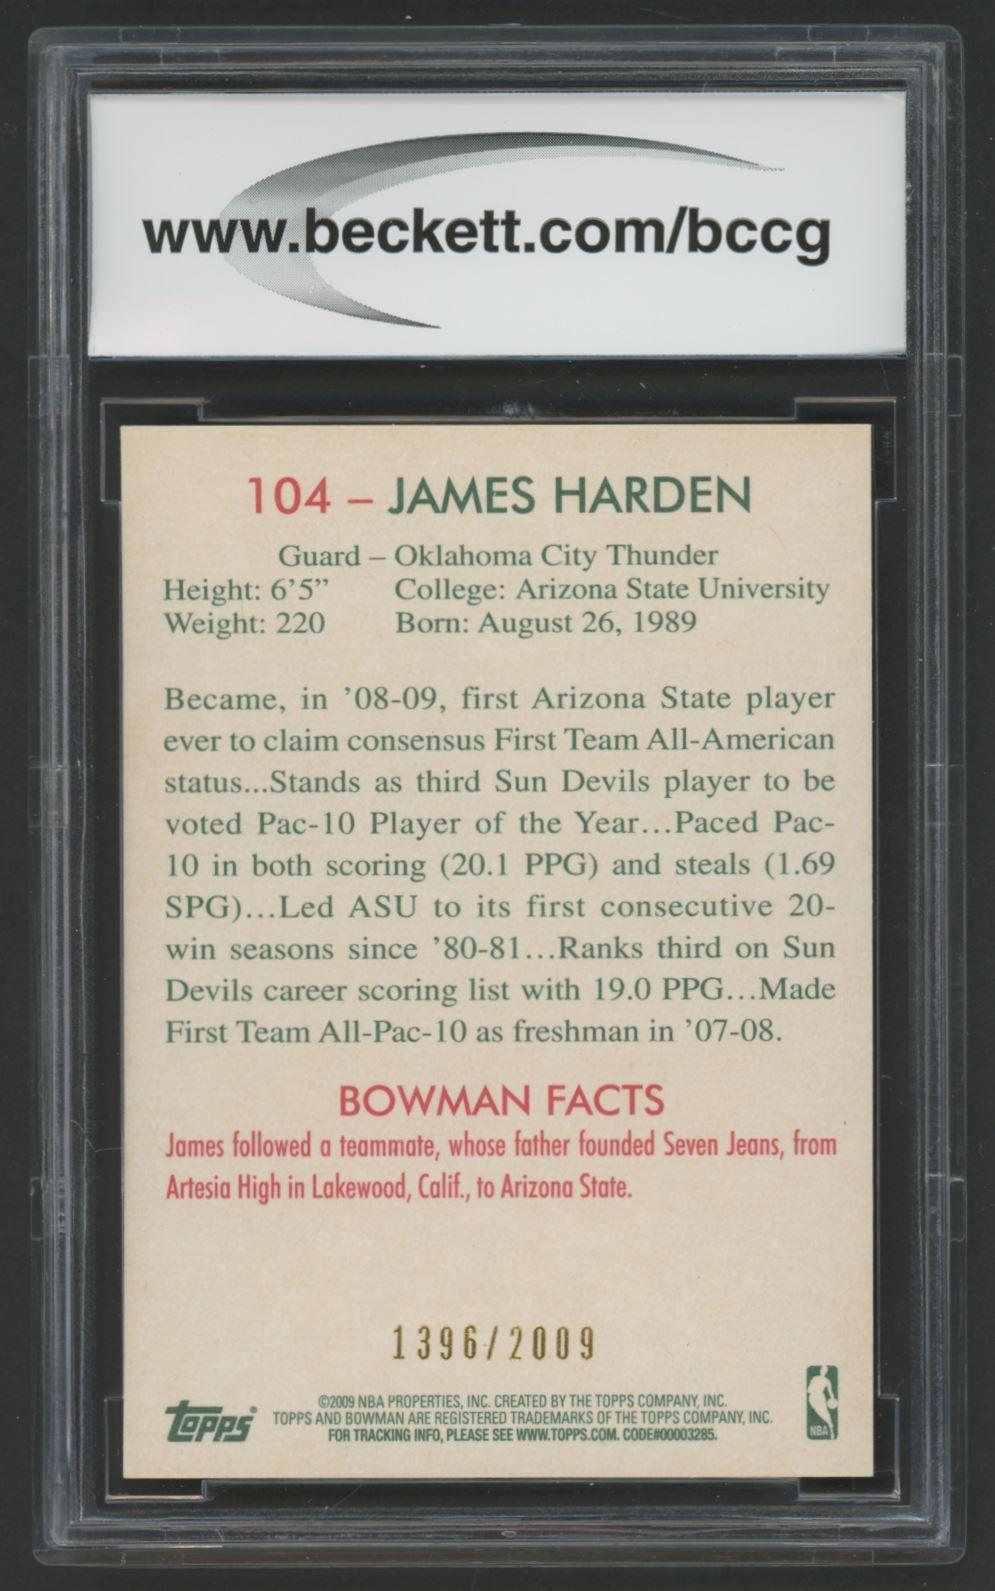 www.beckett.com/bccg
104 – JAMES HARDEN
Guard – Oklahoma City Thunder
Height: 6'5" College: Arizona State University
Weight: 220 Born: August 26, 1989
Became, in '08-09, first Arizona State player
ever to claim consensus First Team All-American
status...Stands as third Sun Devils player to be
voted Pac-10 Player of the Year...Paced Pac-
10 in both scoring (20.1 PPG) and steals (1.69
SPG)...Led ASU to its first consecutive 20-
win seasons since '80-81...Ranks third on Sun
Devils career scoring list with 19.0 PPG...Made
First Team All-Pac-10 as freshman in '07-08.
BOWMAN FACTS
James followed a teammate, whose father founded Seven Jeans, from
Artesia High in Lakewood, Calif., to Arizona State.
1396/2009
topps
©2009 NBA PROPERTIES, INC. CREATED BY THE TOPPS COMPANY, INC.
TOPPS AND BOWMAN ARE REGISTERED TRADEMARKS OF THE TOPPS COMPANY, INC.
FOR TRACKING INFO, PLEASE SEE WWW.TOPPS.COM. CODE#00003285.
NBA